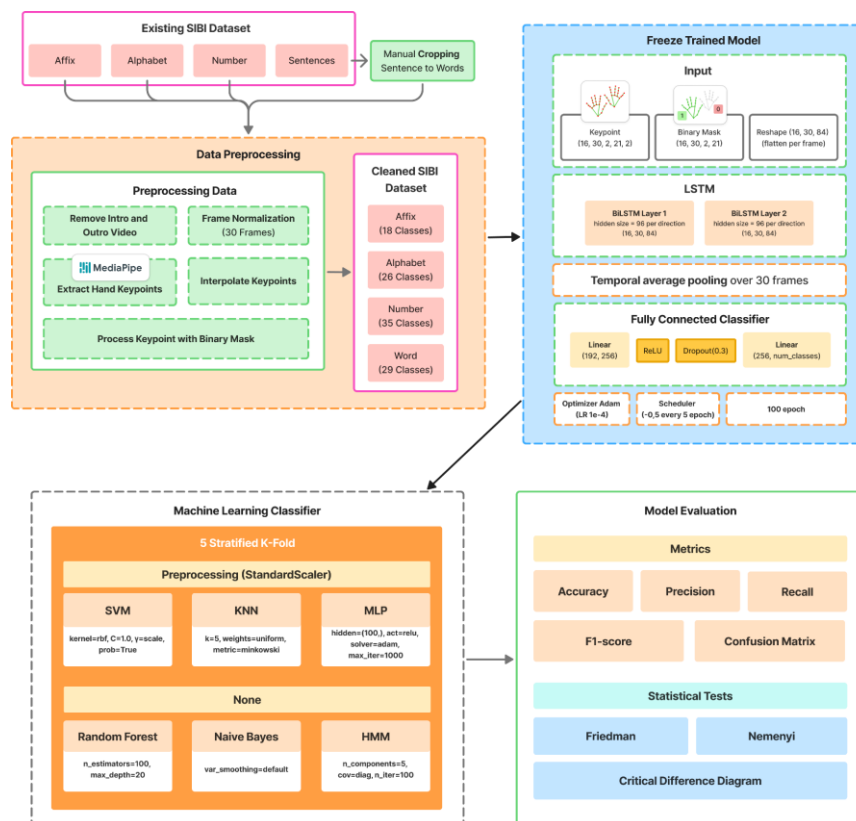 Existing SIBI Dataset
Affix
Alphabet
Number
Sentences
Manual Cropping
Sentence to Words
Data Preprocessing
Preprocessing Data
Remove Intro and
Outro Video
Frame Normalization
(30 Frames)
MediaPipe
Extract Hand Keypoints
Interpolate Keypoints
Process Keypoint with Binary Mask
Cleaned SIBI
Dataset
Affix
(18 Classes)
Alphabet
(26 Classes)
Number
(35 Classes)
Word
(29 Classes)
Freeze Trained Model
Input
1
0
Keypoint
(16, 30, 2, 21, 2)
Binary Mask
(16, 30, 2, 21)
Reshape (16, 30, 84)
(flatten per frame)
LSTM
BiLSTM Layer 1
hidden size = 96 per direction
(16, 30, 84)
BiLSTM Layer 2
hidden size = 96 per direction
(16, 30, 84)
Temporal average pooling over 30 frames
Fully Connected Classifier
Linear
(192, 256)
ReLU
Dropout(0.3)
Linear
(256, num_classes)
Optimizer Adam
(LR 1e-4)
Scheduler
(-0,5 every 5 epoch)
100 epoch
Machine Learning Classifier
5 Stratified K-Fold
Preprocessing (StandardScaler)
SVM
kernel=rbf, C=1.0, γ=scale,
prob=True
KNN
k=5, weights=uniform,
metric=minkowski
MLP
hidden=(100,), act=relu,
solver=adam,
max_iter=1000
None
Random Forest
n_estimators=100,
max_depth=20
Naive Bayes
var_smoothing=default
HMM
n_components=5,
cov=diag, n_iter=100
Model Evaluation
Metrics
Accuracy
Precision
Recall
F1-score
Confusion Matrix
Statistical Tests
Friedman
Nemenyi
Critical Difference Diagram